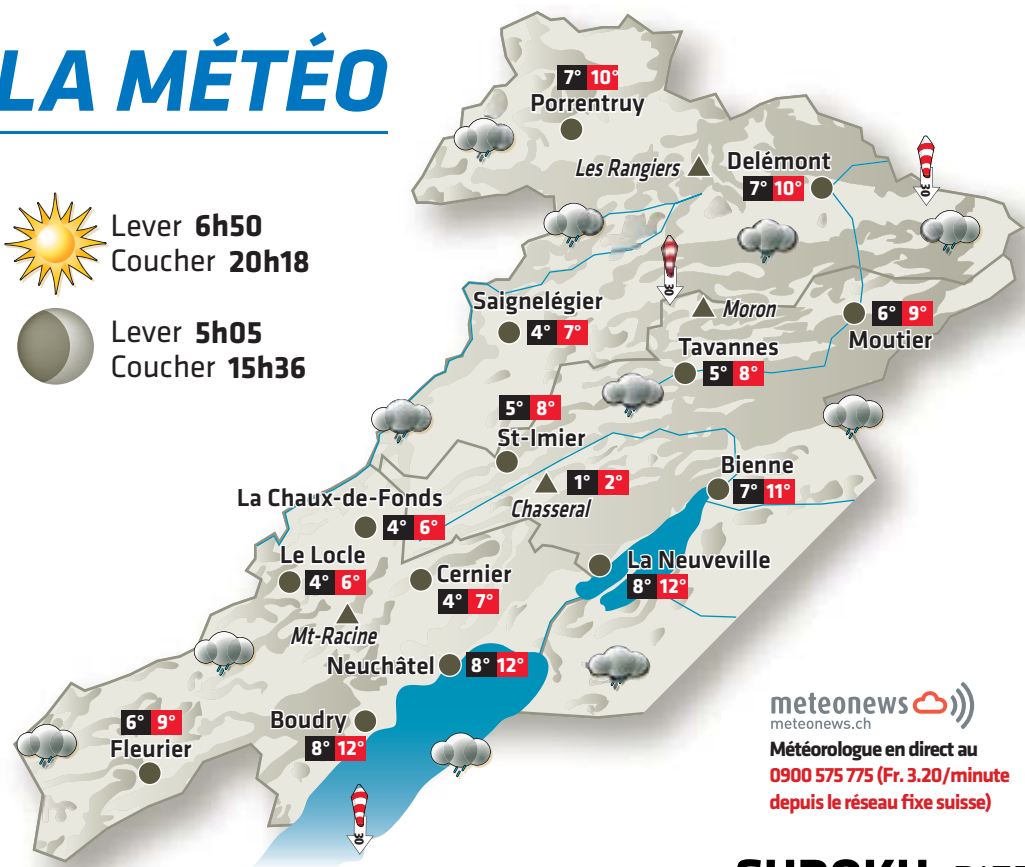 LA MÉTÉO
Lever 6h50
Coucher 20h18
Lever 5h05
Coucher 15h36
7° 10°
Porrentruy
Les Rangiers
Delémont
7° 10°
30
30
Saignelégier
4° 7°
Moron
6° 9°
Moutier
Tavannes
5° 8°
5° 8°
St-Imier
1° 2°
Chasseral
Bienne
7° 11°
La Chaux-de-Fonds
4° 6°
Le Locle
4° 6°
Cernier
4° 7°
La Neuveville
8° 12°
Mt-Racine
Neuchâtel 8° 12°
Boudry
8° 12°
6° 9°
Fleurier
30
meteonews
meteonews.ch
Météorologue en direct au
0900 575 775 (Fr. 3.20/minute
depuis le réseau fixe suisse)